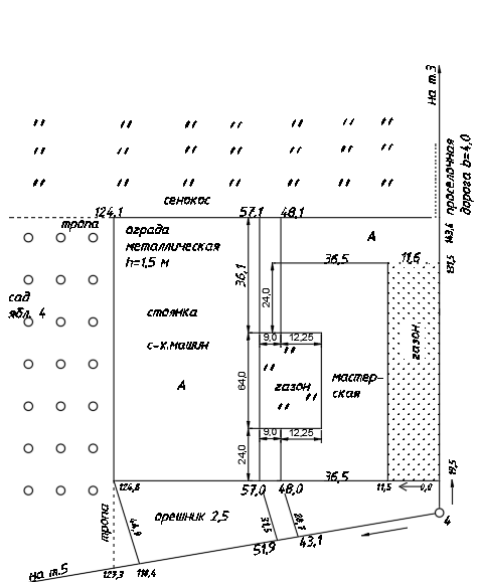 на т.3
проселочная
дорога b=4,0
сенокос
124,1
57,1
48,1
тропа
ограда
металлическая
h=1,5 м
А
36,5
11,6
143,4
131,5
36,1
24,0
сад
ябл. 4
стоянка
с-х.машин
А
9,0
12,25
64,0
газон
мастер-
ская
газон
9,0
12,25
24,0
36,5
124,8
57,0
48,0
11,5
0,0
19,5
орешник 2,5
тропа
4
51,9
43,1
на т.5